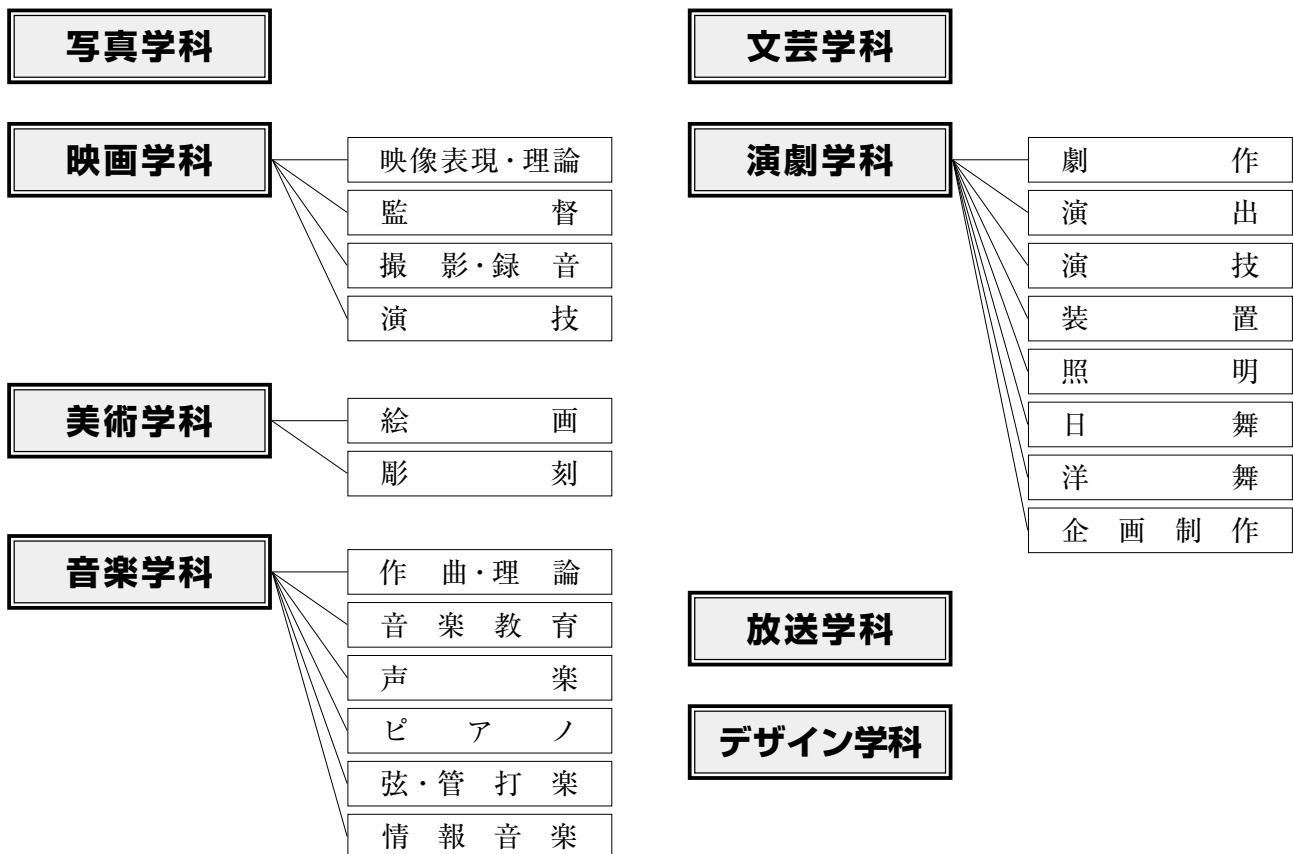 写真学科
映画学科
映像表現・理論
監督
撮影・録音
演技
美術学科
絵画
彫刻
音楽学科
作曲・理論
音楽教育
声楽
ピアノ
弦・管打楽
情報音楽
文芸学科
演劇学科
劇作
演出
演技
装置
照明
日舞
洋舞
企画制作
放送学科
デザイン学科